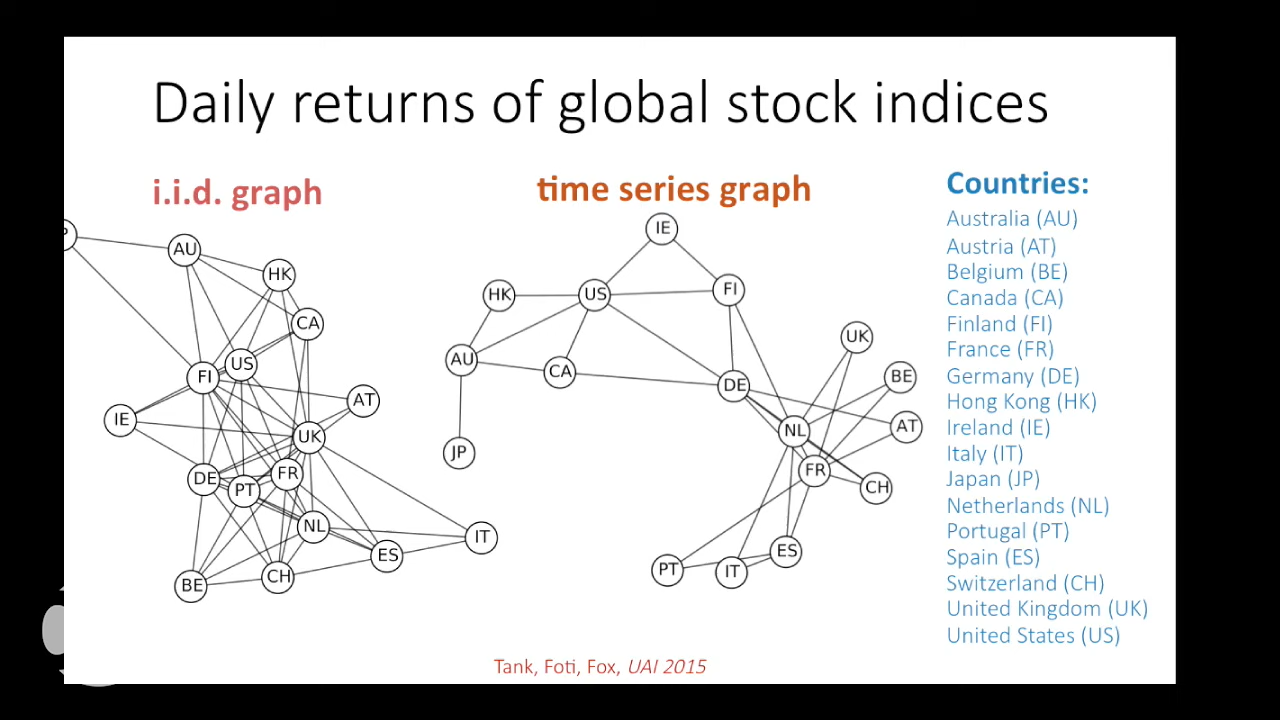 Daily returns of global stock indices
i.i.d. graph
AU
HK
CA
US
FI
AT
IE
UK
FR
DE
PT
NL
IT
ES
CH
BE
time series graph
IE
HK
US
FI
UK
AU
CA
DE
BE
AT
NL
JP
FR
CH
ES
PT
IT
Countries:
Australia (AU)
Austria (AT)
Belgium (BE)
Canada (CA)
Finland (FI)
France (FR)
Germany (DE)
Hong Kong (HK)
Ireland (IE)
Italy (IT)
Japan (JP)
Netherlands (NL)
Portugal (PT)
Spain (ES)
Switzerland (CH)
United Kingdom (UK)
United States (US)
Tank, Foti, Fox, UAI 2015